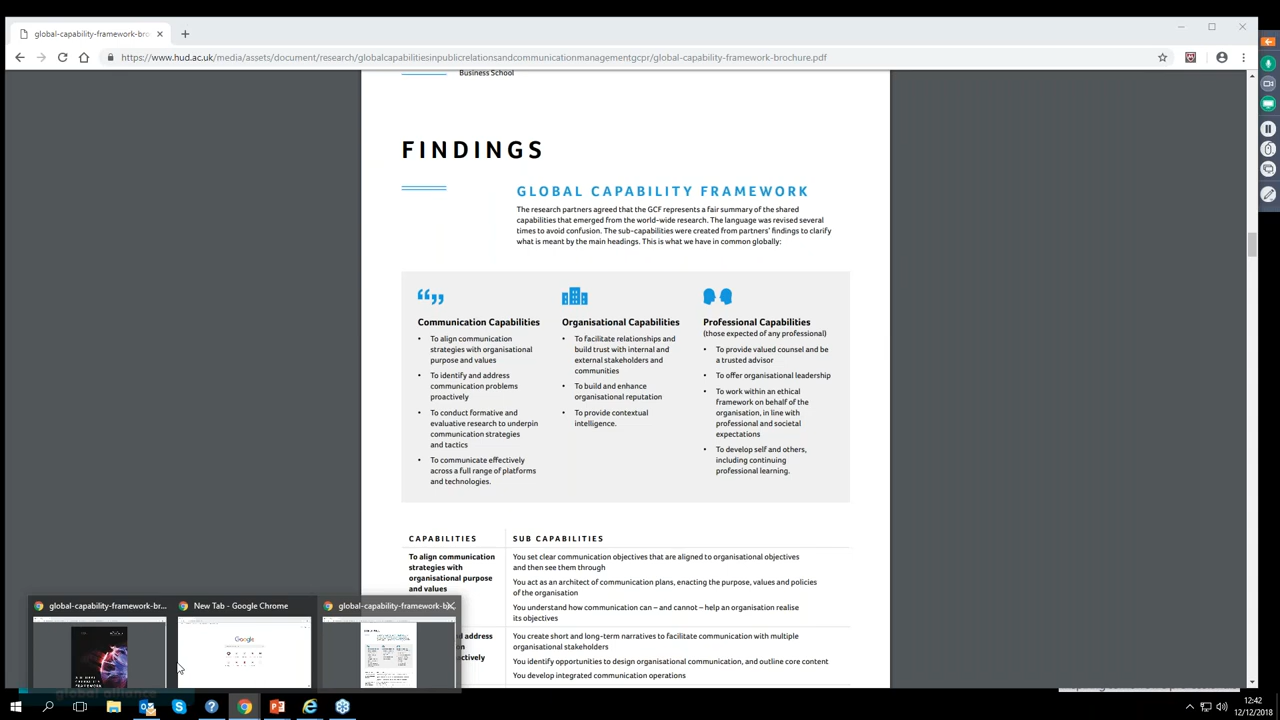 global-capability-framework-bro
https://www.hud.ac.uk/media/assets/document/research/globalcapabilitiesinpublicrelationsandcommunicationmanagementgcpr/global-capability-framework-brochure.pdf
Business School
FINDINGS
GLOBAL CAPABILITY FRAMEWORK
The research partners agreed that the GCF represents a fair summary of the shared
capabilities that emerged from the world-wide research. The language was revised several
times to avoid confusion. The sub-capabilities were created from partners' findings to clarify
what is meant by the main headings. This is what we have in common globally:
Communication Capabilities
• To align communication
strategies with organisational
purpose and values
• To identify and address
communication problems
proactively
• To conduct formative and
evaluative research to underpin
communication strategies
and tactics
• To communicate effectively
across a full range of platforms
and technologies.
Organisational Capabilities
• To facilitate relationships and
build trust with internal and
external stakeholders and
communities
• To build and enhance
organisational reputation
• To provide contextual
intelligence.
Professional Capabilities
(those expected of any professional)
• To provide valued counsel and be
a trusted advisor
• To offer organisational leadership
• To work within an ethical
framework on behalf of the
organisation, in line with
professional and societal
expectations
• To develop self and others,
including continuing
professional learning.
CAPABILITIES
SUB CAPABILITIES
To align communication
strategies with
organisational purpose
and values
You set clear communication objectives that are aligned to organisational objectives
and then see them through
You act as an architect of communication plans, enacting the purpose, values and policies
of the organisation
You understand how communication can – and cannot – help an organisation realise
its objectives
address
You create short and long-term narratives to facilitate communication with multiple
organisational stakeholders
You identify opportunities to design organisational communication, and outline core content
You develop integrated communication operations
global-capability-framework-br...
New Tab - Google Chrome
global-capability-framework-b
Google
global alliance
12:42
12/12/2018